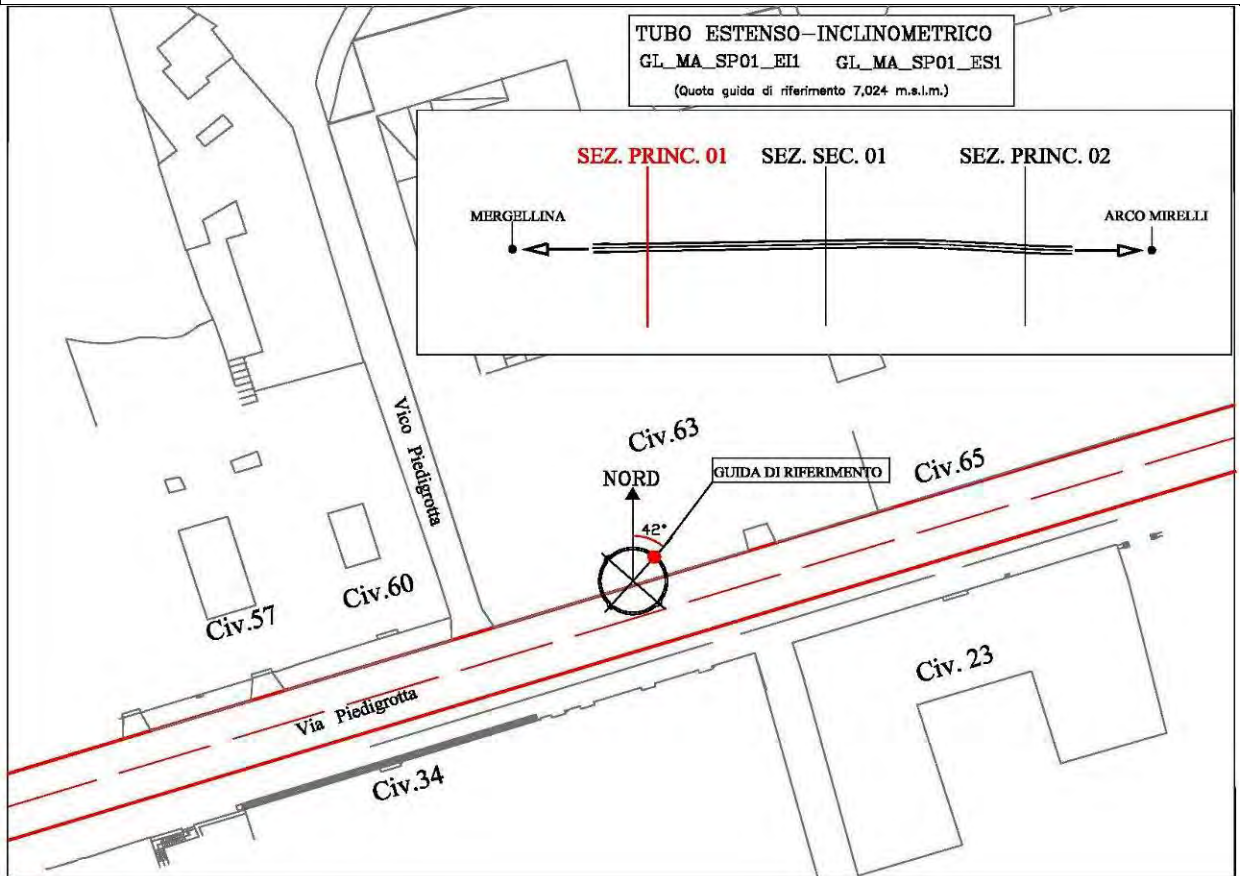 TUBO ESTENSO-INCLINOMETRICO
GL_MA_SP01_EI1 GL_MA_SP01_ES1
(Quota guida di riferimento 7,024 m.s.l.m.)
SEZ. PRINC. 01 SEZ. SEC. 01 SEZ. PRINC. 02
MERGELLINA ARCO MIRELLI
Vico Piedigrotta
Civ.63
Civ.65
NORD
GUIDA DI RIFERIMENTO
42°
Civ.60
Civ.57
Civ. 23
Via Piedigrotta
Civ.34